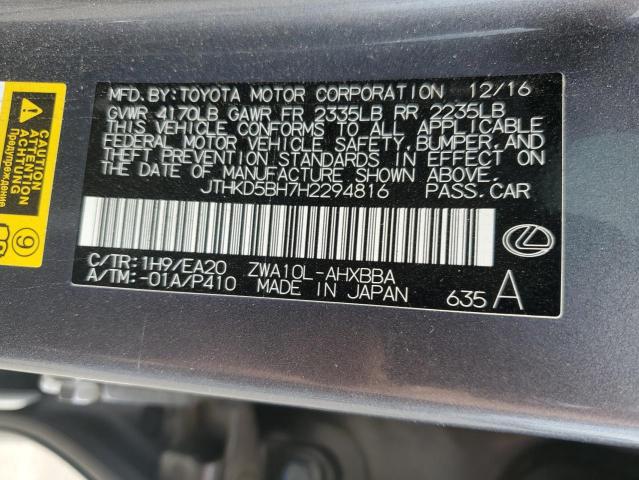 MFD. BY: TOYOTA MOTOR CORPORATION 12/16
GVWR 4170LB GAWR FR 2335LB RR 2235LB
THIS VEHICLE CONFORMS TO ALL APPLICABLE
FEDERAL MOTOR VEHICLE SAFETY, BUMPER, AND
THEFT PREVENTION STANDARDS IN EFFECT ON
THE DATE OF MANUFACTURE SHOWN ABOVE.
JTHKD5BH7H2294816 PASS. CAR
C/TR: 1H9/EA20 ZWA10L-AHXBBA
A/TM: -01A/P410 MADE IN JAPAN 635 A
CAUTION
ATTENTION
ACHTUNG
Предупреждение
9